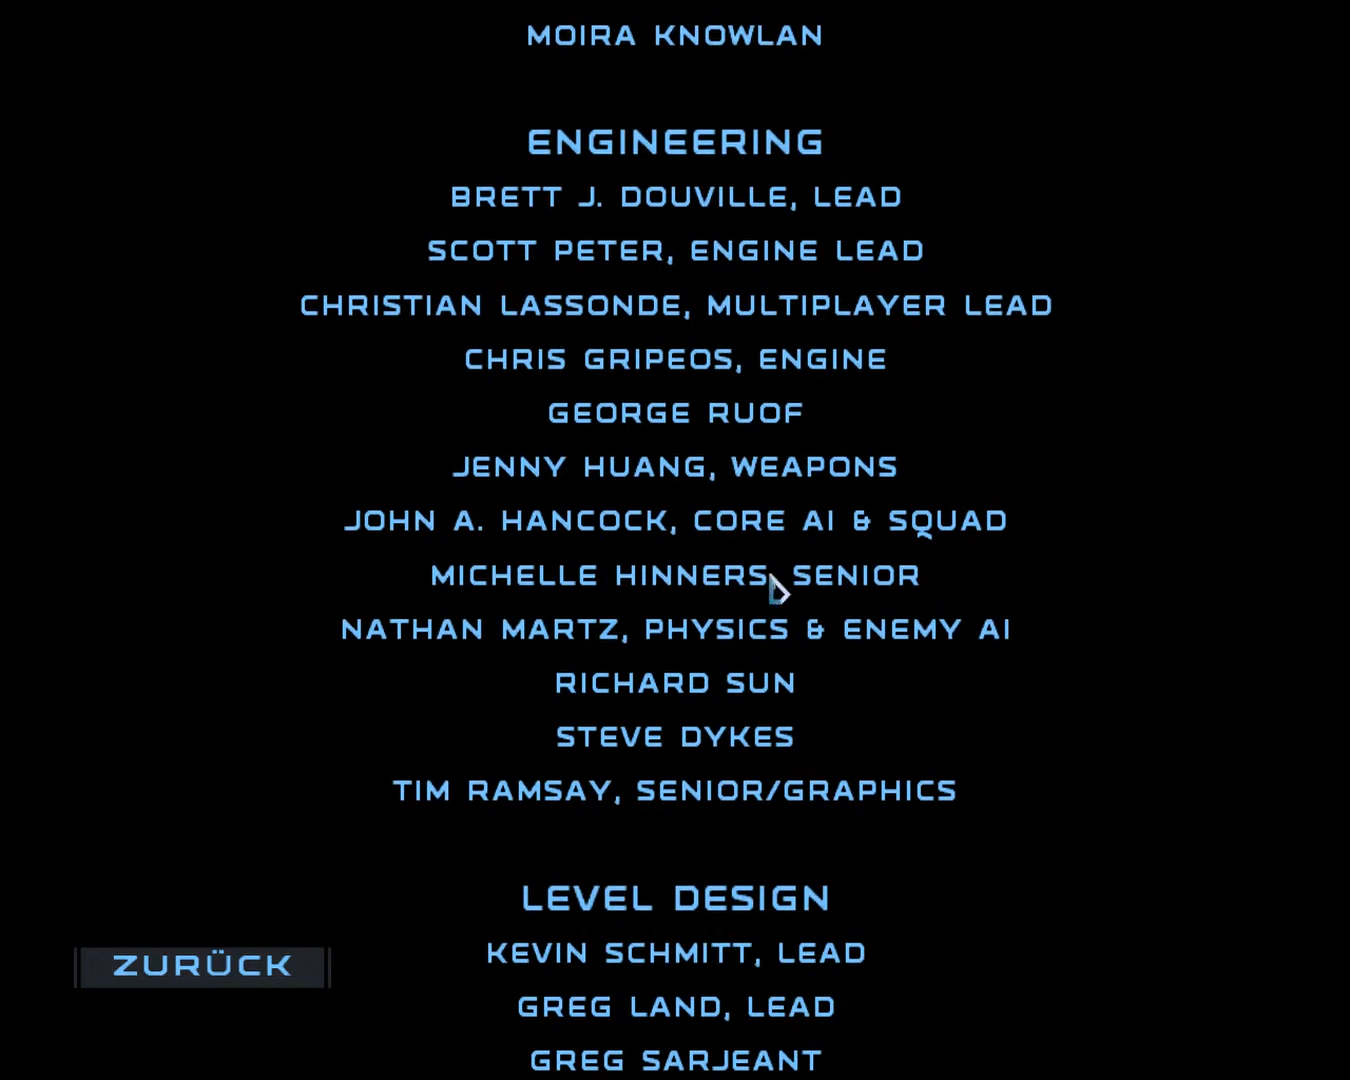 MOIRA KNOWLAN
ENGINEERING
BRETT J. DOUVILLE, LEAD
SCOTT PETER, ENGINE LEAD
CHRISTIAN LASSONDE, MULTIPLAYER LEAD
CHRIS GRIPEOS, ENGINE
GEORGE RUOF
JENNY HUANG, WEAPONS
JOHN A. HANCOCK, CORE AI & SQUAD
MICHELLE HINNERS, SENIOR
NATHAN MARTZ, PHYSICS & ENEMY AI
RICHARD SUN
STEVE DYKES
TIM RAMSAY, SENIOR/GRAPHICS
LEVEL DESIGN
KEVIN SCHMITT, LEAD
GREG LAND, LEAD
GREG SARJEANT
ZURÜCK